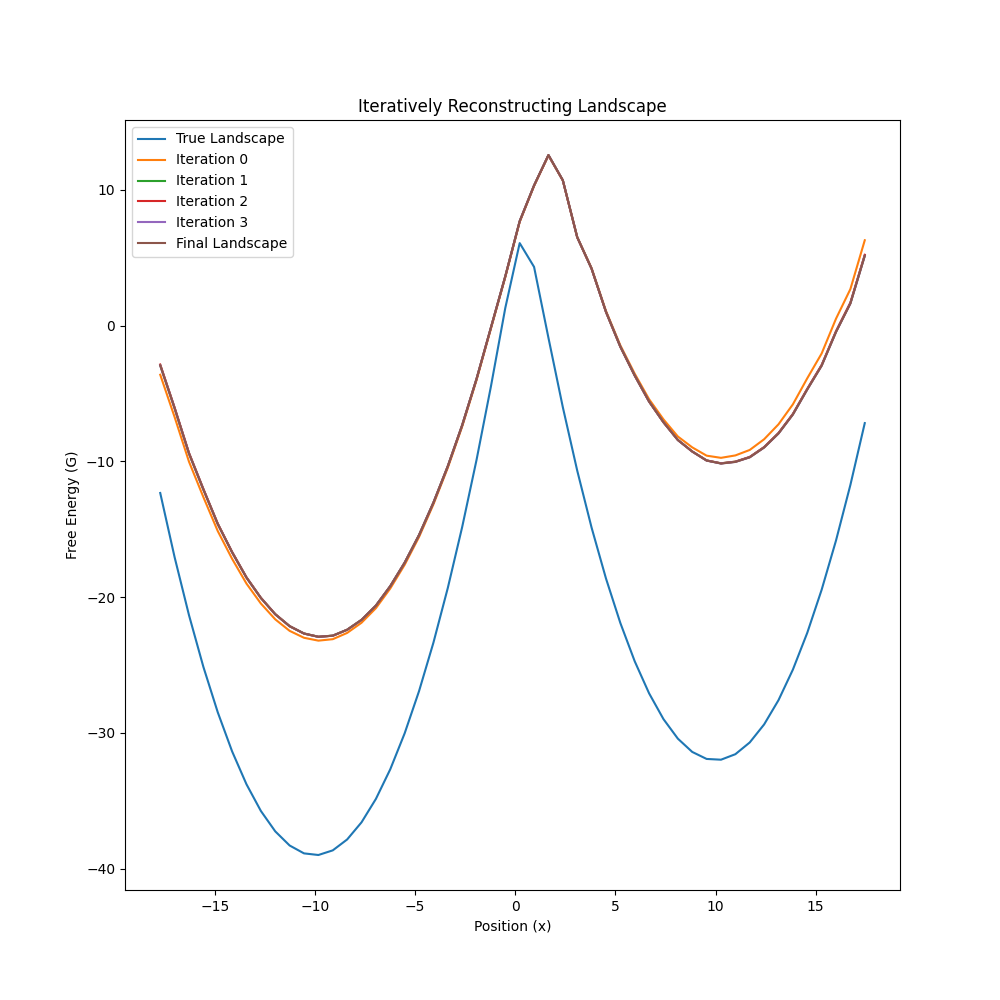 Iteratively Reconstructing Landscape
True Landscape
Iteration 0
Iteration 1
Iteration 2
Iteration 3
Final Landscape
10
0
−10
−20
−30
−40
Free Energy (G)
−15 −10 −5 0 5 10 15
Position (x)